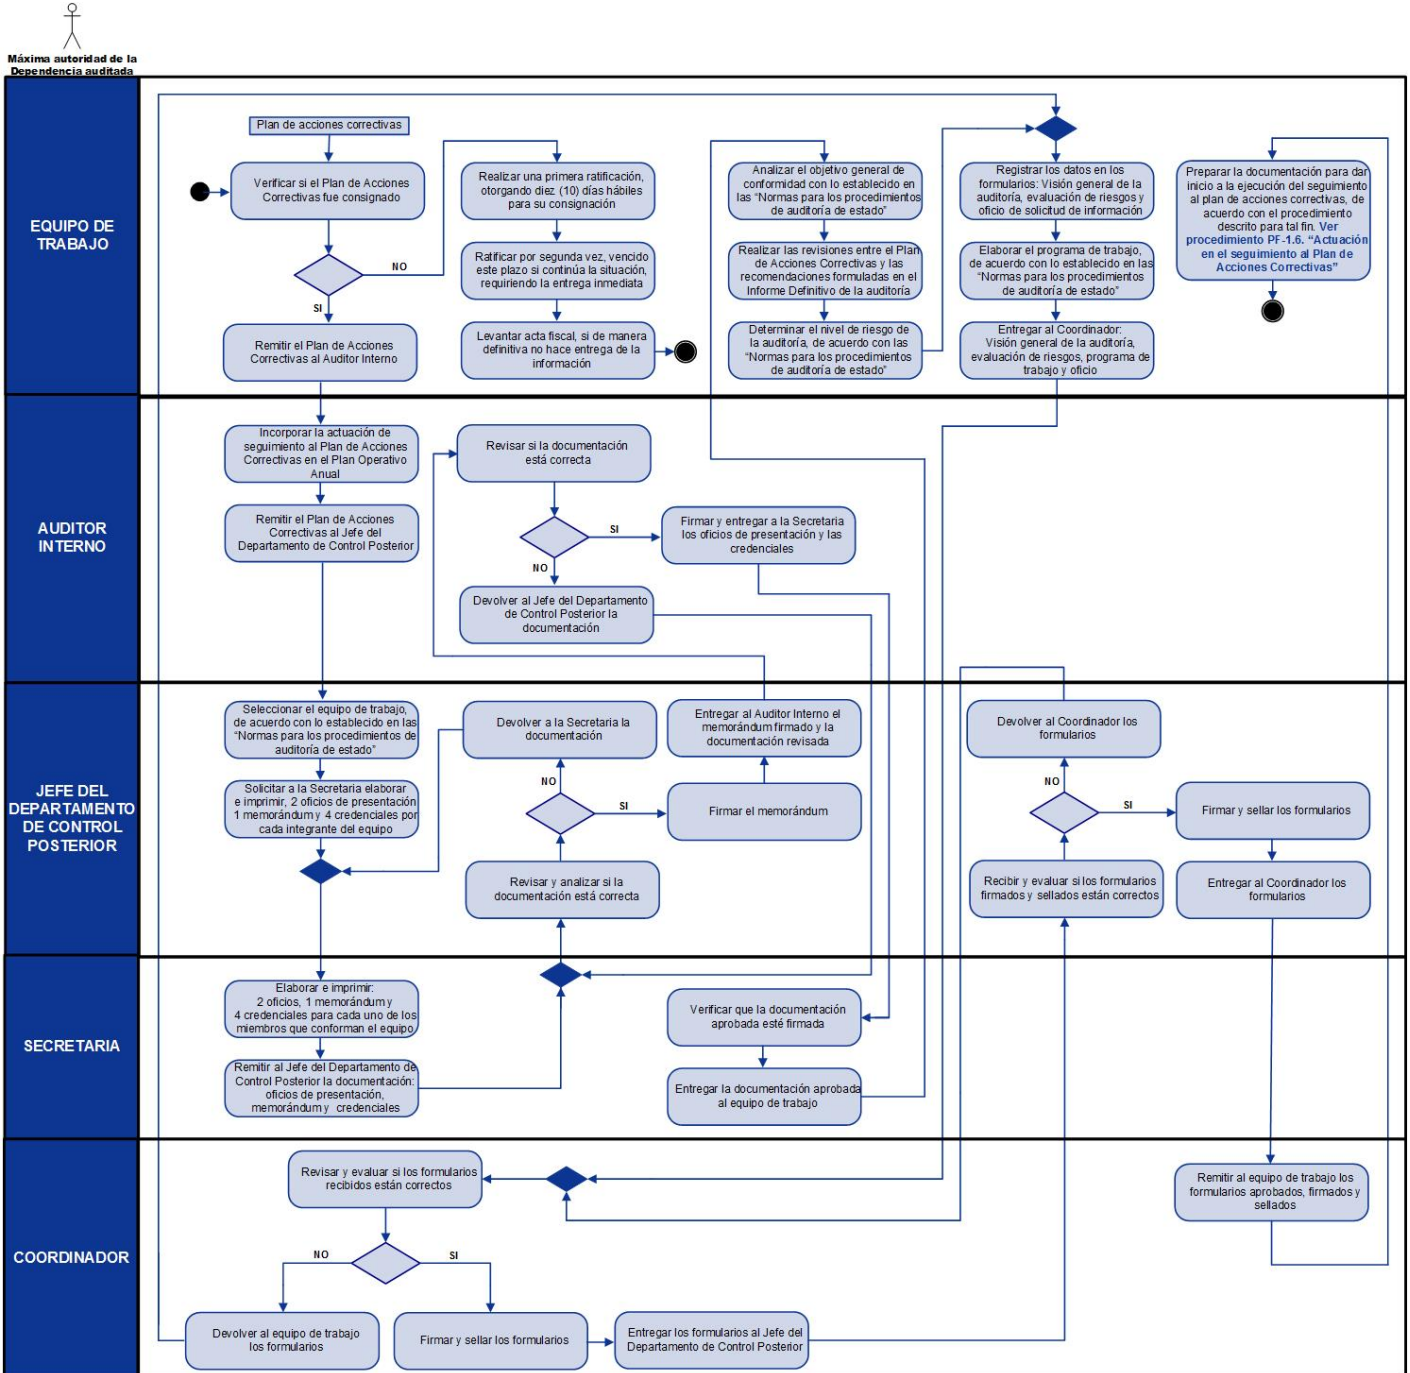 Máxima autoridad de la
Dependencia auditada
EQUIPO DE
TRABAJO
Plan de acciones correctivas
Verificar si el Plan de Acciones
Correctivas fue consignado
NO
SI
Remitir el Plan de Acciones
Correctivas al Auditor Interno
Realizar una primera ratificación,
otorgando diez (10) días hábiles
para su consignación
Ratificar por segunda vez, vencido
este plazo si continúa la situación,
requiriendo la entrega inmediata
Levantar acta fiscal, si de manera
definitiva no hace entrega de la
información
Analizar el objetivo general de
conformidad con lo establecido en
las “Normas para los procedimientos
de auditoría de estado”
Realizar las revisiones entre el Plan
de Acciones Correctivas y las
recomendaciones formuladas en el
Informe Definitivo de la auditoría
Determinar el nivel de riesgo de
la auditoría, de acuerdo con las
“Normas para los procedimientos
de auditoría de estado”
Registrar los datos en los
formularios: Visión general de la
auditoría, evaluación de riesgos y
oficio de solicitud de información
Elaborar el programa de trabajo,
de acuerdo con lo establecido en las
“Normas para los procedimientos
de auditoría de estado”
Entregar al Coordinador:
Visión general de la auditoría,
evaluación de riesgos, programa de
trabajo y oficio
Preparar la documentación para dar
inicio a la ejecución del seguimiento
al plan de acciones correctivas, de
acuerdo con el procedimiento
descrito para tal fin. Ver
procedimiento PF-1.6. “Actuación
en el seguimiento al Plan de
Acciones Correctivas”
AUDITOR
INTERNO
Incorporar la actuación de
seguimiento al Plan de Acciones
Correctivas en el Plan Operativo
Anual
Remitir el Plan de Acciones
Correctivas al Jefe del
Departamento de Control Posterior
Revisar si la documentación
está correcta
SI
NO
Firmar y entregar a la Secretaria
los oficios de presentación y las
credenciales
Devolver al Jefe del Departamento
de Control Posterior la
documentación
JEFE DEL
DEPARTAMENTO
DE CONTROL
POSTERIOR
Seleccionar el equipo de trabajo,
de acuerdo con lo establecido en las
“Normas para los procedimientos de
auditoría de estado”
Solicitar a la Secretaria elaborar
e imprimir, 2 oficios de presentación
1 memorándum y 4 credenciales por
cada integrante del equipo
Devolver a la Secretaria la
documentación
NO
SI
Revisar y analizar si la
documentación está correcta
Entregar al Auditor Interno el
memorándum firmado y la
documentación revisada
Firmar el memorándum
Devolver al Coordinador los
formularios
NO
SI
Recibir y evaluar si los formularios
firmados y sellados están correctos
Firmar y sellar los formularios
Entregar al Coordinador los
formularios
SECRETARIA
Elaborar e imprimir:
2 oficios, 1 memorándum y
4 credenciales para cada uno de los
miembros que conforman el equipo
Remitir al Jefe del Departamento de
Control Posterior la documentación:
oficios de presentación,
memorándum y credenciales
Verificar que la documentación
aprobada esté firmada
Entregar la documentación aprobada
al equipo de trabajo
COORDINADOR
Revisar y evaluar si los formularios
recibidos están correctos
NO
SI
Devolver al equipo de trabajo
los formularios
Firmar y sellar los formularios
Entregar los formularios al Jefe del
Departamento de Control Posterior
Remitir al equipo de trabajo los
formularios aprobados, firmados y
sellados